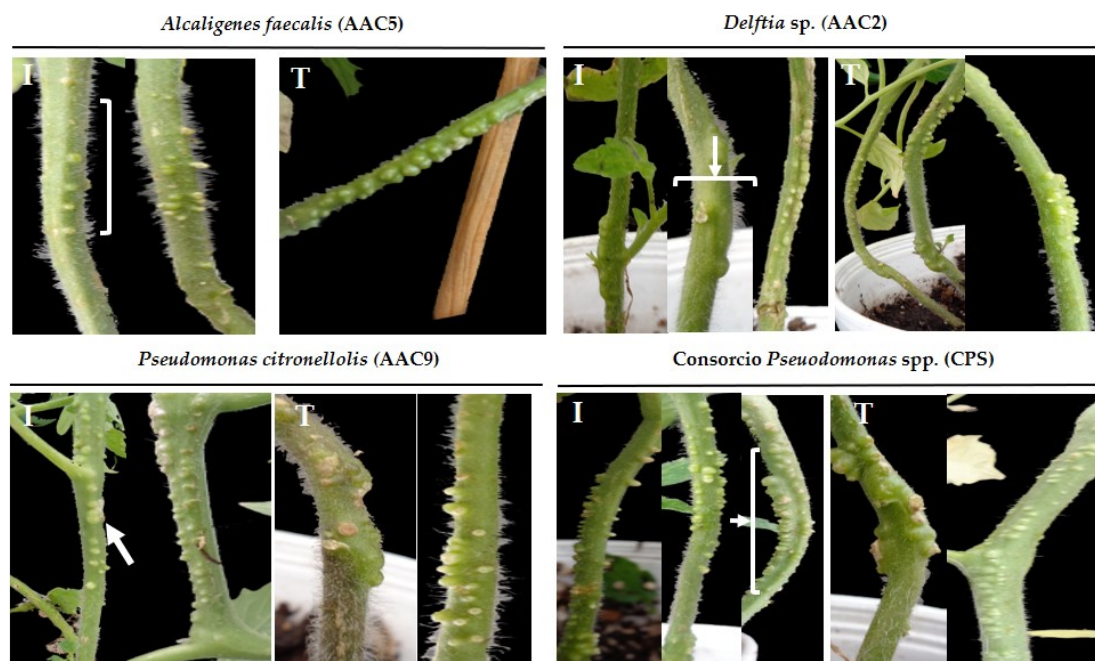 Alcaligenes faecalis (AAC5)
Delftia sp. (AAC2)
I
T
I
T
Pseudomonas citronellolis (AAC9)
Consorcio Pseuodomonas spp. (CPS)
I
T
I
T